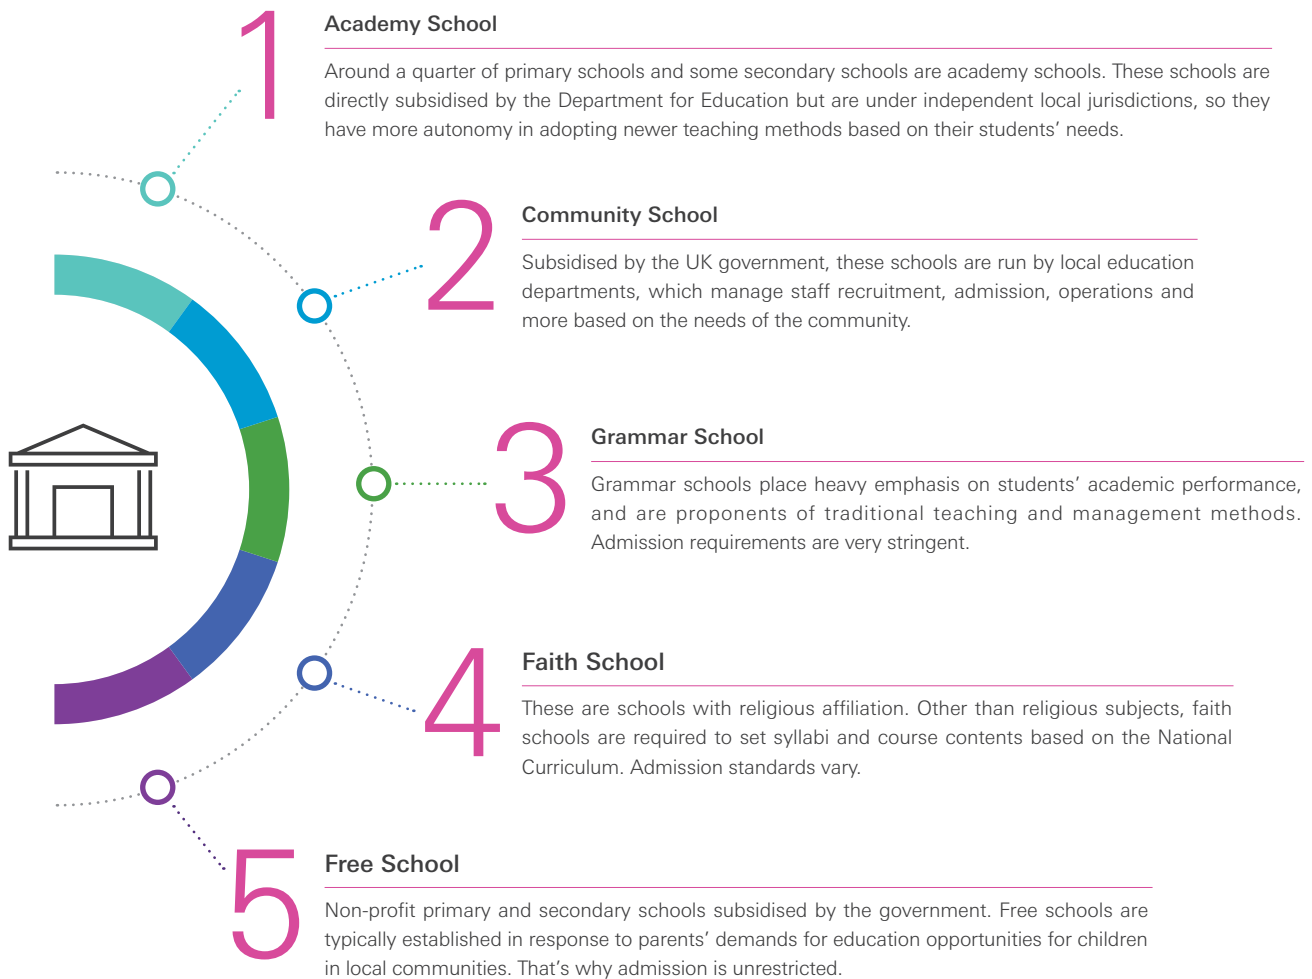 1
Academy School
Around a quarter of primary schools and some secondary schools are academy schools. These schools are
directly subsidised by the Department for Education but are under independent local jurisdictions, so they
have more autonomy in adopting newer teaching methods based on their students’ needs.
2
Community School
Subsidised by the UK government, these schools are run by local education
departments, which manage staff recruitment, admission, operations and
more based on the needs of the community.
3
Grammar School
Grammar schools place heavy emphasis on students’ academic performance,
and are proponents of traditional teaching and management methods.
Admission requirements are very stringent.
4
Faith School
These are schools with religious affiliation. Other than religious subjects, faith
schools are required to set syllabi and course contents based on the National
Curriculum. Admission standards vary.
5
Free School
Non-profit primary and secondary schools subsidised by the government. Free schools are
typically established in response to parents’ demands for education opportunities for children
in local communities. That’s why admission is unrestricted.